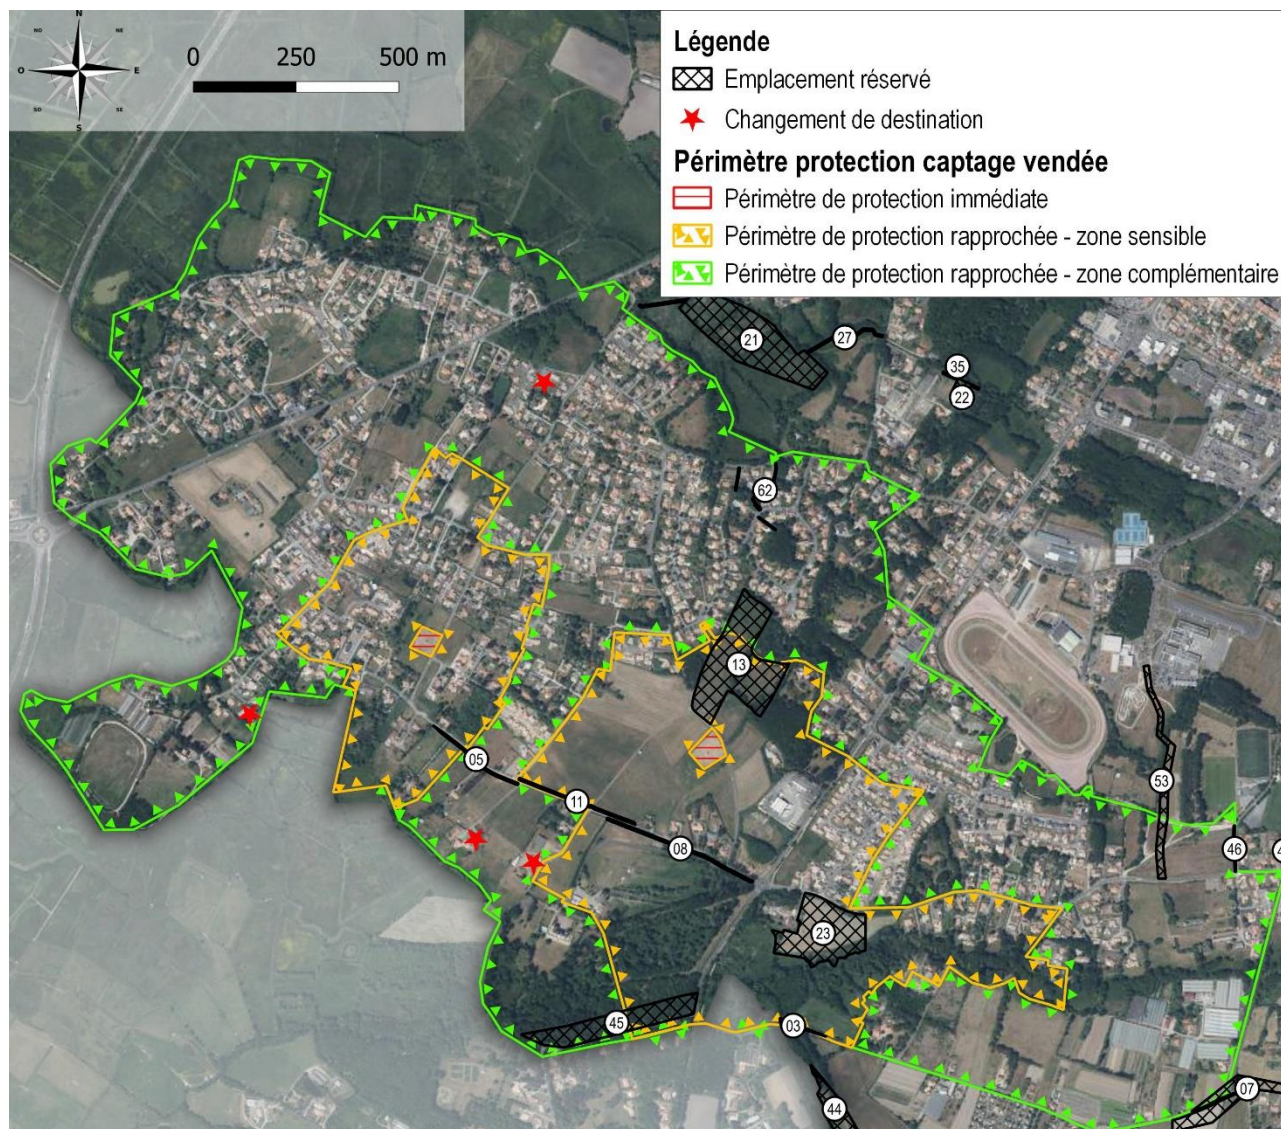 N
NO
NE
O
E
SO
SE
S
0 250 500 m
Légende
Emplacement réservé
Changement de destination
Périmètre protection captage vendée
Périmètre de protection immédiate
Périmètre de protection rapprochée - zone sensible
Périmètre de protection rapprochée - zone complémentaire
21
27
35
22
62
13
05
11
08
53
46
23
45
03
07
44